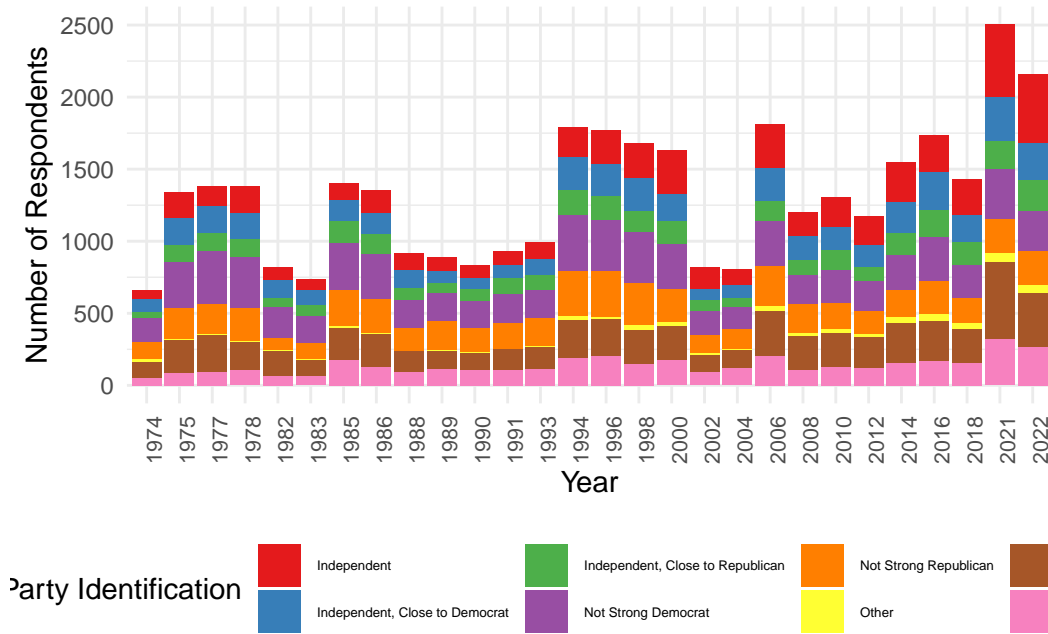 2500
2000
1500
1000
500
0
Number of Respondents
1974 1975 1977 1978 1982 1983 1985 1986 1988 1989 1990 1991 1993 1994 1996 1998 2000 2002 2004 2006 2008 2010 2012 2014 2016 2018 2021 2022
Year
Party Identification
Independent
Independent, Close to Republican
Not Strong Republican
Independent, Close to Democrat
Not Strong Democrat
Other